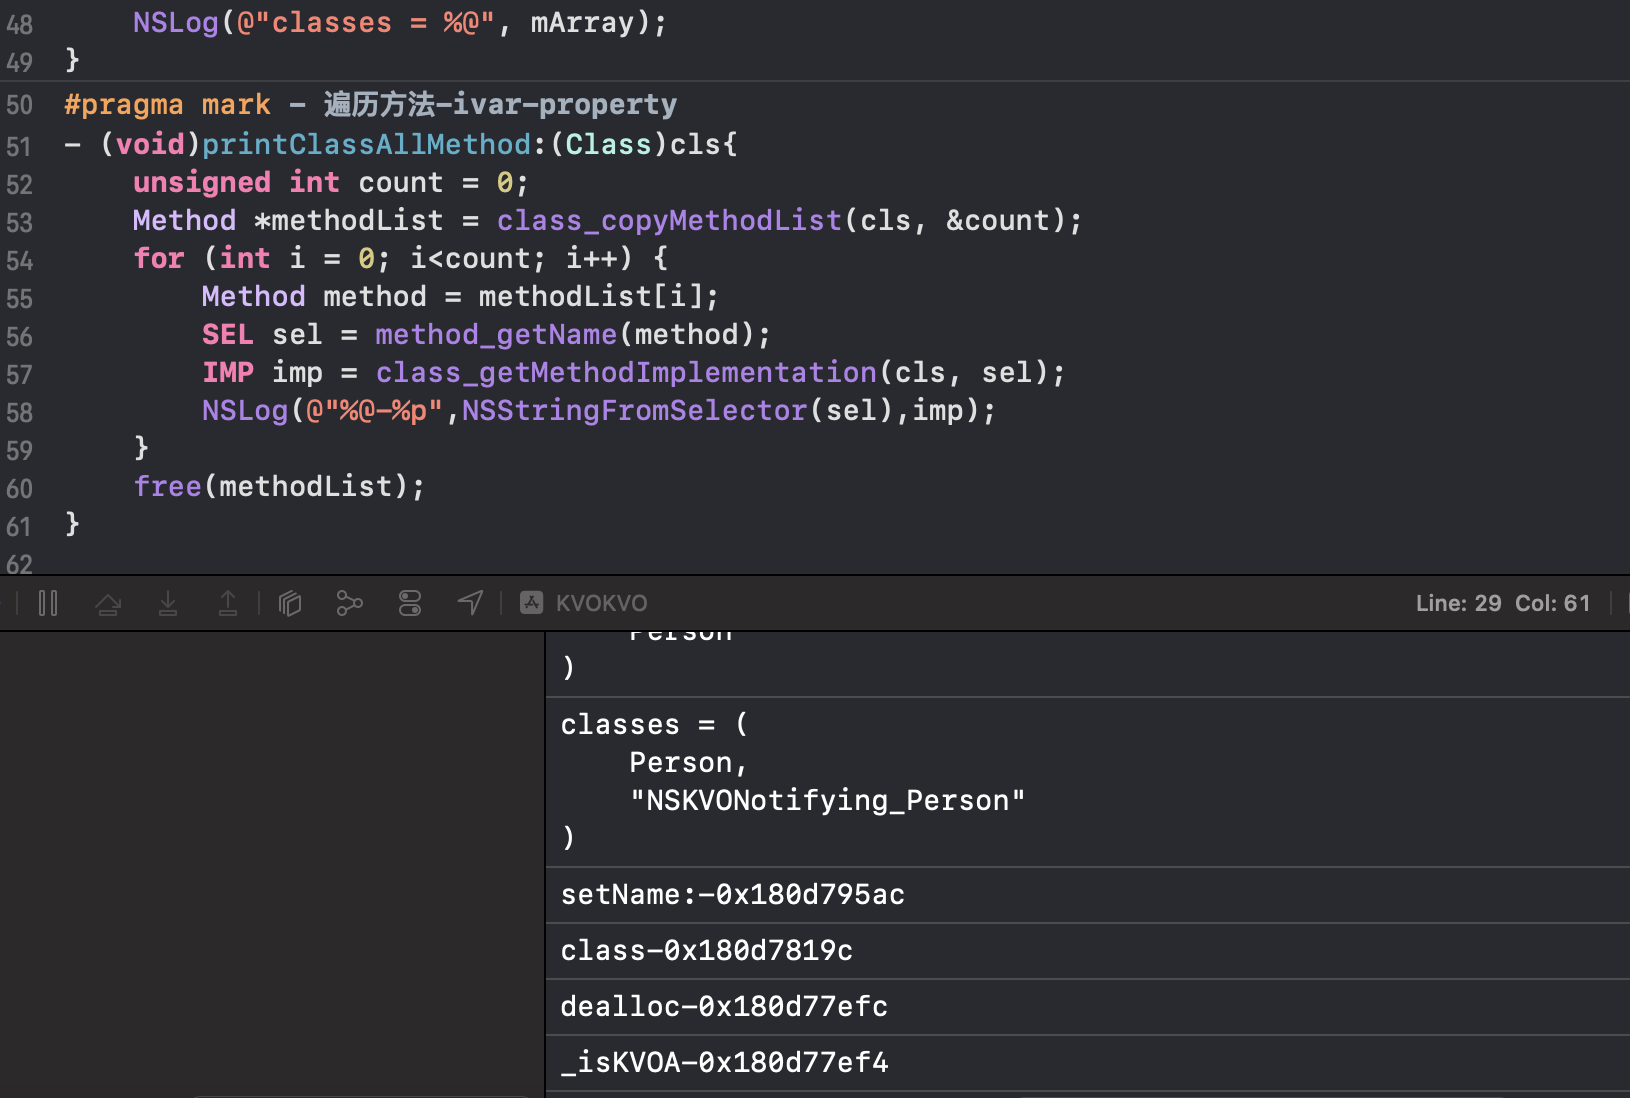 48 NSLog(@"classes = %@", mArray);
49 }
50 #pragma mark - 遍历方法-ivar-property
51 - (void)printClassAllMethod:(Class)cls{
52 unsigned int count = 0;
53 Method *methodList = class_copyMethodList(cls, &count);
54 for (int i = 0; i<count; i++) {
55 Method method = methodList[i];
56 SEL sel = method_getName(method);
57 IMP imp = class_getMethodImplementation(cls, sel);
58 NSLog(@"%@-%p",NSStringFromSelector(sel),imp);
59 }
60 free(methodList);
61 }
62
KVOKVO
Line: 29 Col: 61
Person
)
classes = (
Person,
"NSKVONotifying_Person"
)
setName:-0x180d795ac
class-0x180d7819c
dealloc-0x180d77efc
_isKVOA-0x180d77ef4